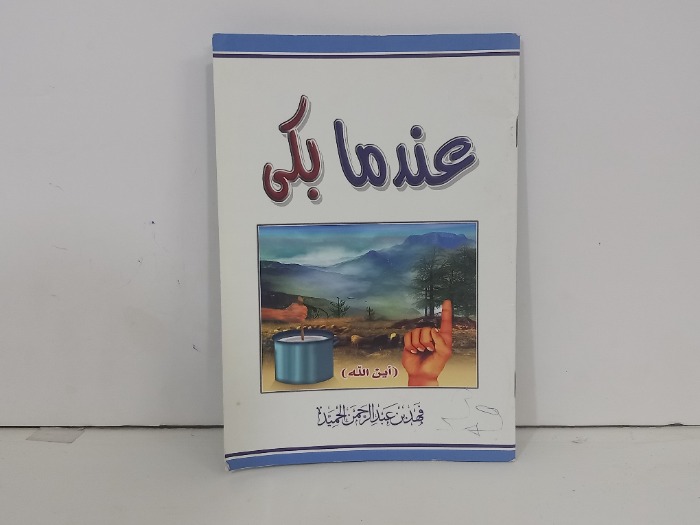 عندما بكى
(أين الله)
فهد بن عبد الرحمن الحميد